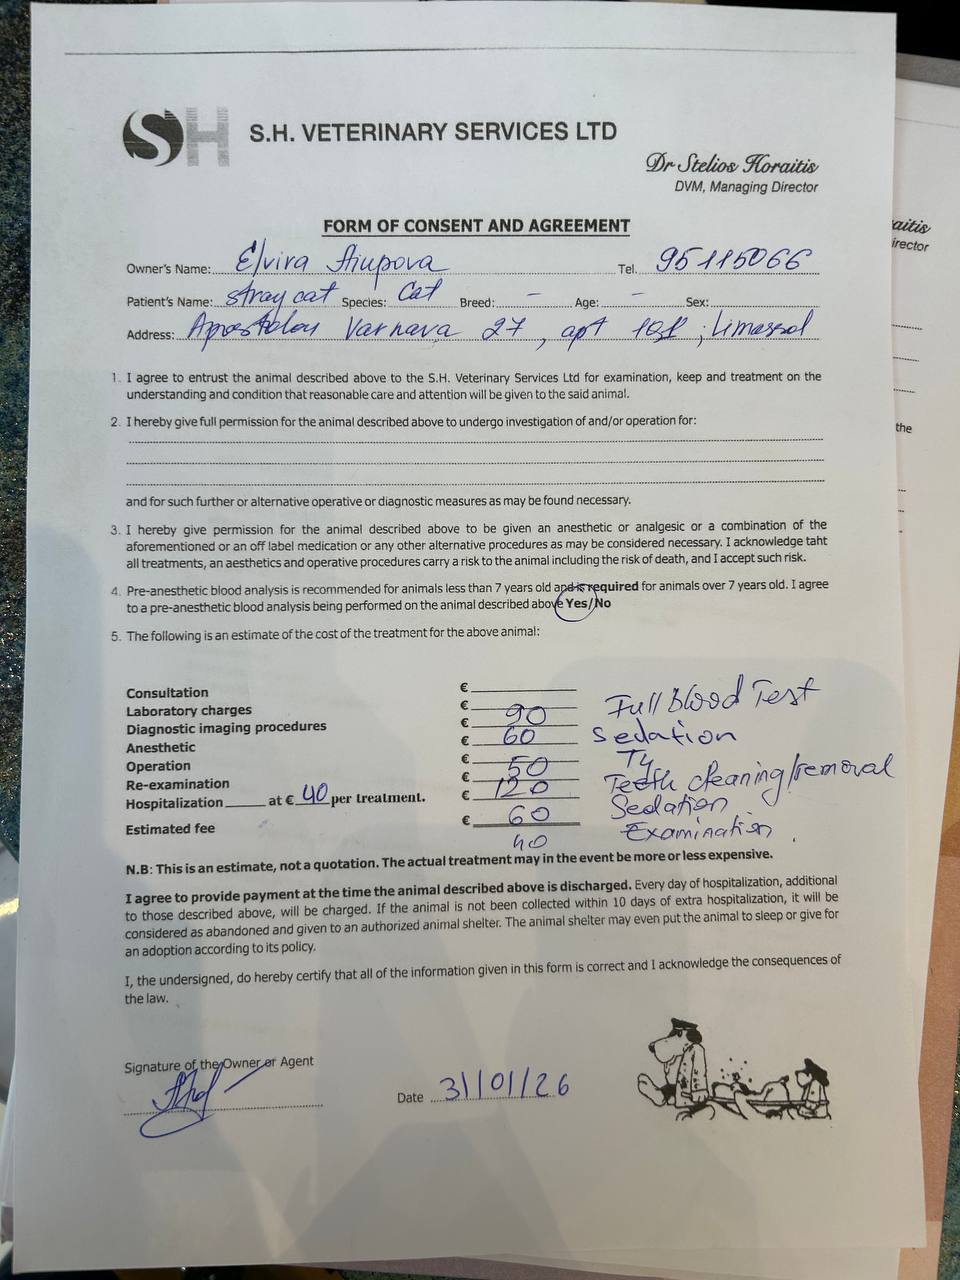 SH S.H. VETERINARY SERVICES LTD
Dr Stelios Horaitis
DVM, Managing Director
FORM OF CONSENT AND AGREEMENT
Owner's Name: Elvira Aiupova Tel. 95115066
Patient's Name: stray cat Species: Cat Breed: - Age: - Sex:
Address: Apostolou Varnava 27, apt 101; Limassol
1. I agree to entrust the animal described above to the S.H. Veterinary Services Ltd for examination, keep and treatment on the
understanding and condition that reasonable care and attention will be given to the said animal.
2. I hereby give full permission for the animal described above to undergo investigation of and/or operation for:
and for such further or alternative operative or diagnostic measures as may be found necessary.
3. I hereby give permission for the animal described above to be given an anesthetic or analgesic or a combination of the
aforementioned or an off label medication or any other alternative procedures as may be considered necessary. I acknowledge taht
all treatments, an aesthetics and operative procedures carry a risk to the animal including the risk of death, and I accept such risk.
4. Pre-anesthetic blood analysis is recommended for animals less than 7 years old and is required for animals over 7 years old. I agree
to a pre-anesthetic blood analysis being performed on the animal described above Yes/No
5. The following is an estimate of the cost of the treatment for the above animal:
Consultation €
Laboratory charges € 90 Full Blood Test
Diagnostic imaging procedures € 60 Sedation
Anesthetic €
Operation € 50
Re-examination € 120 Teeth cleaning/removal
Hospitalization at € 40 per treatment. € 60 Sedation
Estimated fee € 40 Examination
N.B: This is an estimate, not a quotation. The actual treatment may in the event be more or less expensive.
I agree to provide payment at the time the animal described above is discharged. Every day of hospitalization, additional
to those described above, will be charged. If the animal is not been collected within 10 days of extra hospitalization, it will be
considered as abandoned and given to an authorized animal shelter. The animal shelter may even put the animal to sleep or give for
an adoption according to its policy.
I, the undersigned, do hereby certify that all of the information given in this form is correct and I acknowledge the consequences of
the law.
Signature of the Owner or Agent
Date 31/01/26
aitis
irector
the